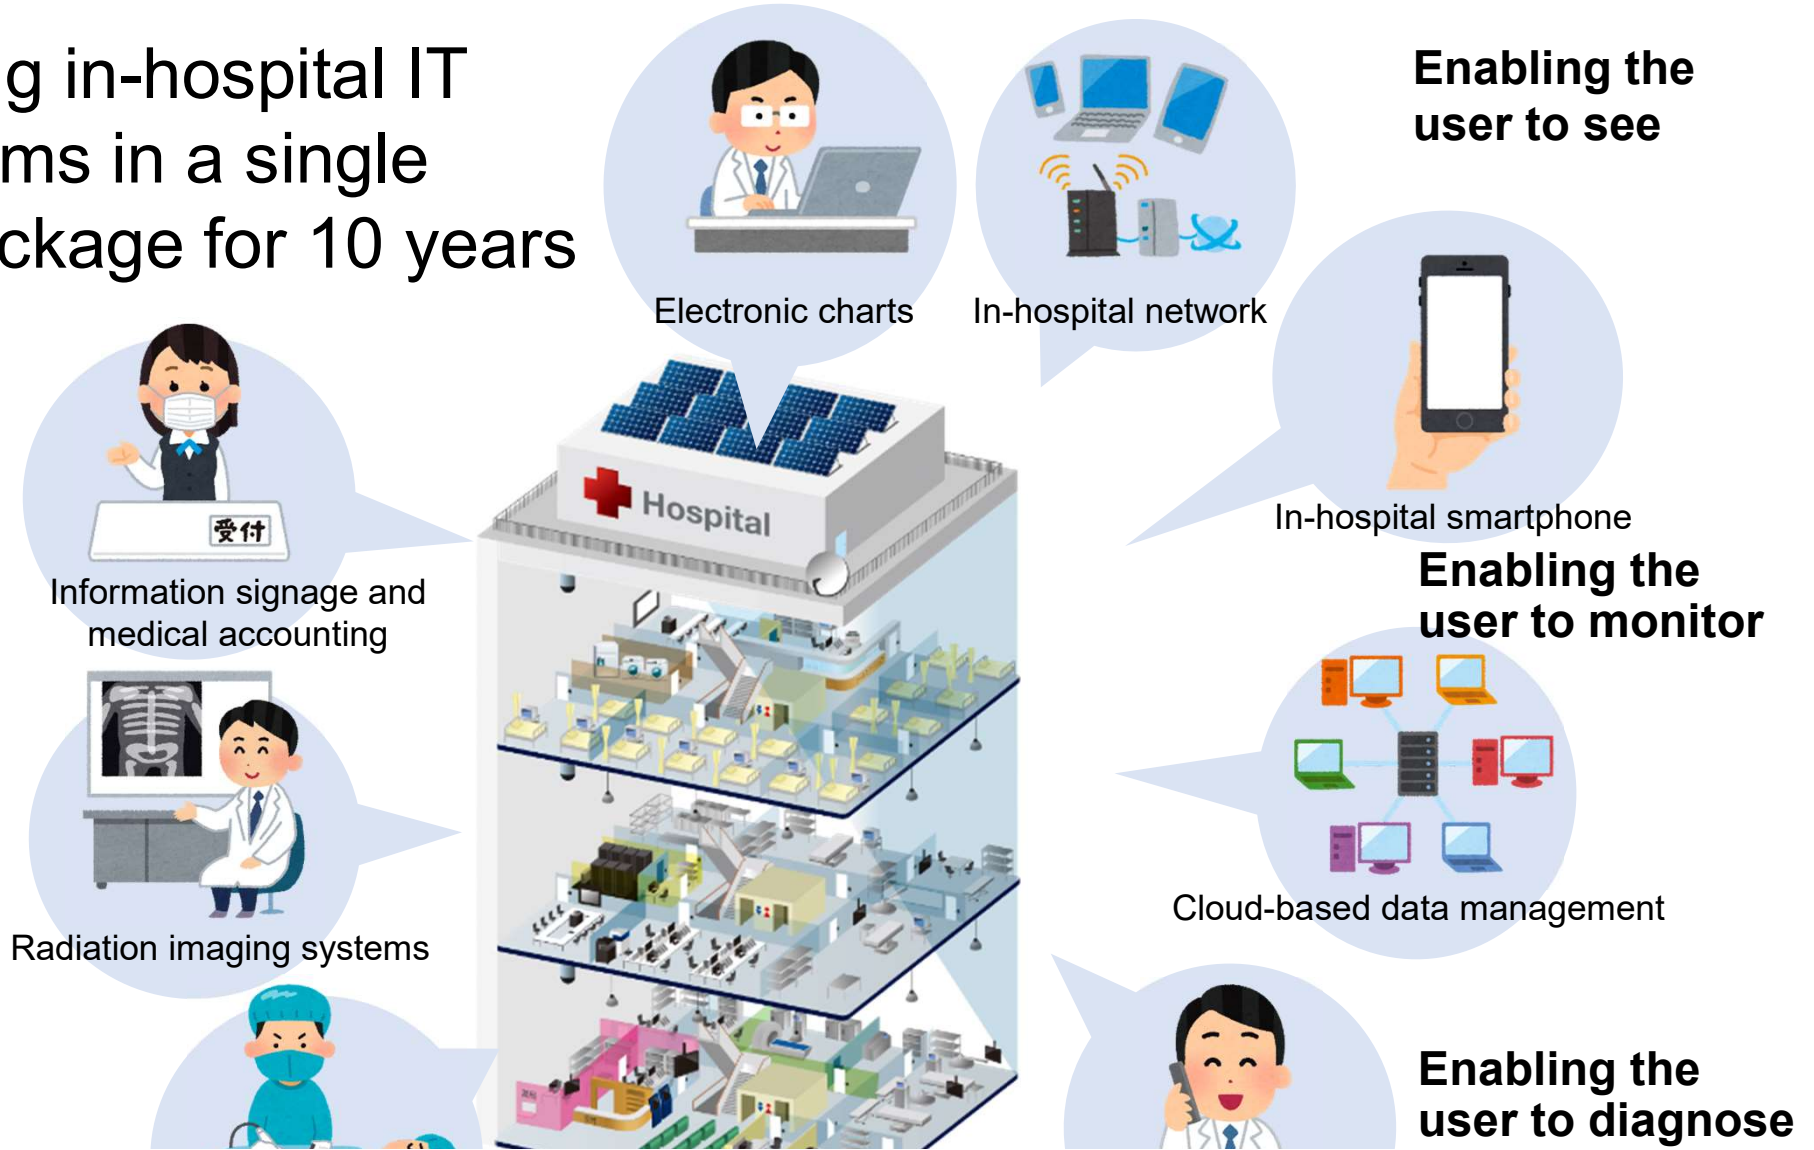 g in-hospital IT
ms in a single
ckage for 10 years
Enabling the
user to see
Electronic charts
In-hospital network
Hospital
受付
In-hospital smartphone
Information signage and
medical accounting
Enabling the
user to monitor
Cloud-based data management
Radiation imaging systems
Enabling the
user to diagnose